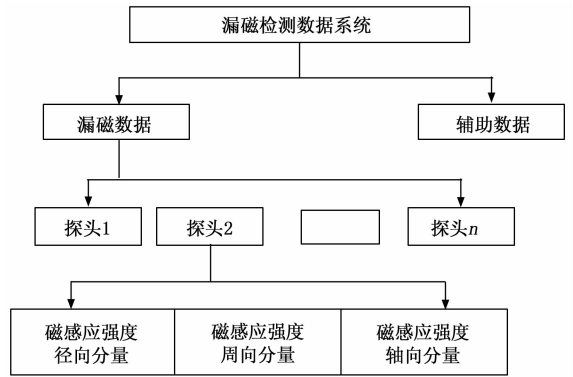 漏磁检测数据系统
漏磁数据
辅助数据
探头1
探头2
探头n
磁感应强度
径向分量
磁感应强度
周向分量
磁感应强度
轴向分量